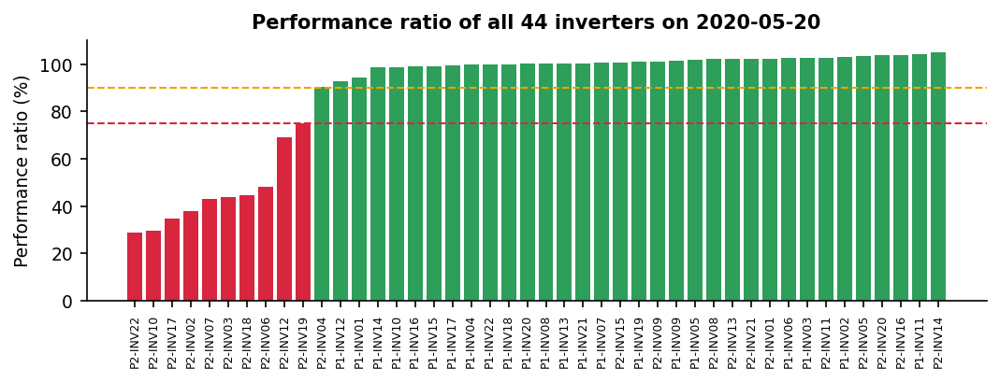 Performance ratio of all 44 inverters on 2020-05-20
Performance ratio (%)
100
80
60
40
20
0
P2-INV22
P2-INV10
P2-INV17
P2-INV02
P2-INV07
P2-INV03
P2-INV18
P2-INV06
P2-INV12
P2-INV19
P2-INV04
P1-INV12
P1-INV01
P1-INV14
P1-INV10
P1-INV16
P1-INV15
P1-INV17
P1-INV04
P1-INV22
P1-INV18
P1-INV20
P1-INV08
P1-INV13
P1-INV21
P1-INV07
P2-INV15
P1-INV19
P2-INV09
P1-INV09
P1-INV05
P2-INV08
P2-INV13
P2-INV21
P2-INV01
P1-INV06
P1-INV03
P2-INV11
P1-INV02
P2-INV05
P2-INV20
P2-INV16
P1-INV11
P2-INV14